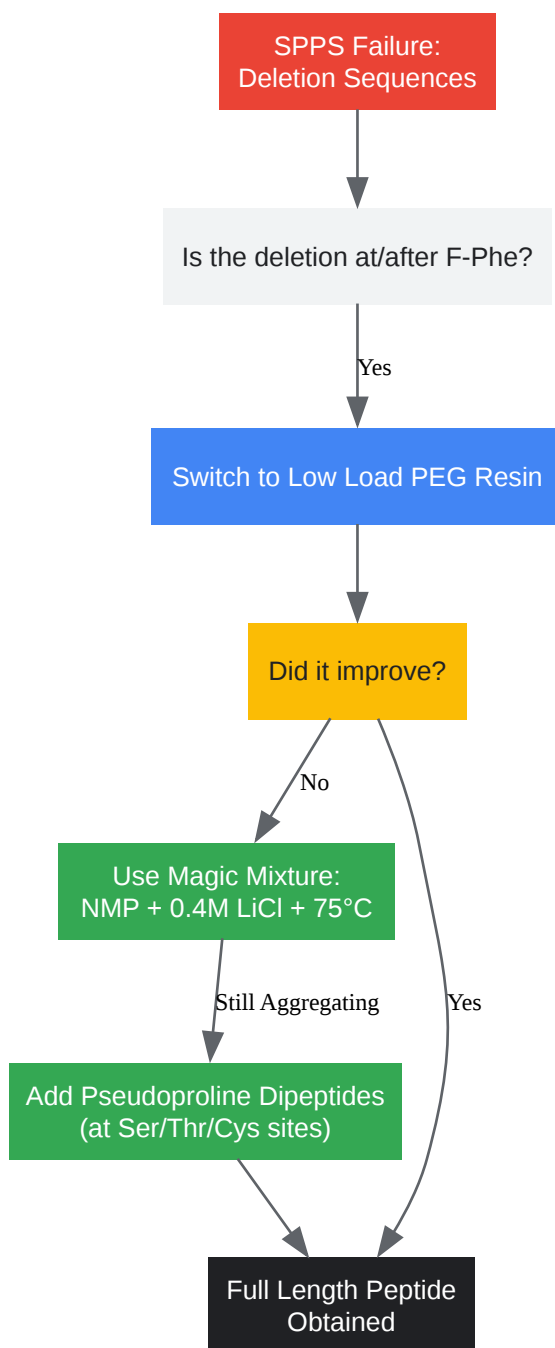 SPPS Failure:
Deletion Sequences
Is the deletion at/after F-Phe?
Yes
Switch to Low Load PEG Resin
Did it improve?
No
Use Magic Mixture:
NMP + 0.4M LiCl + 75°C
Still Aggregating
Yes
Add Pseudoproline Dipeptides
(at Ser/Thr/Cys sites)
Full Length Peptide
Obtained